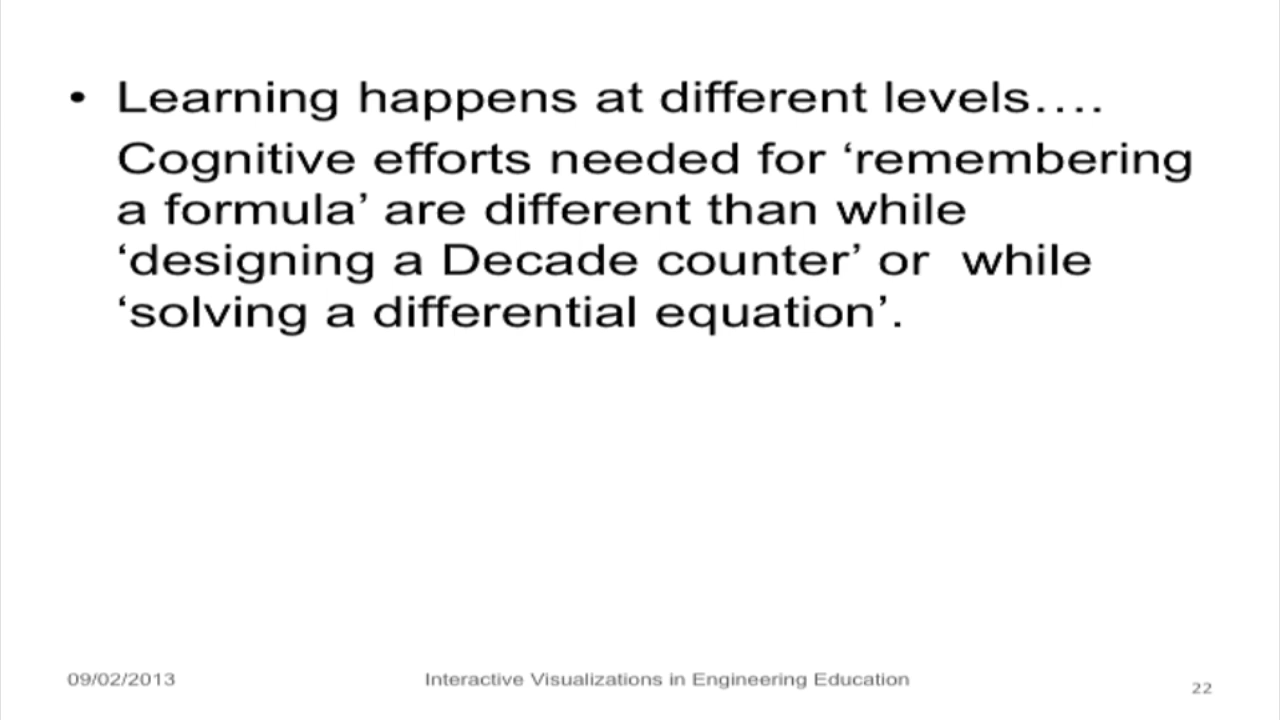 • Learning happens at different levels….
Cognitive efforts needed for ‘remembering
a formula’ are different than while
‘designing a Decade counter’ or  while
‘solving a differential equation’.
09/02/2013
Interactive Visualizations in Engineering Education
22